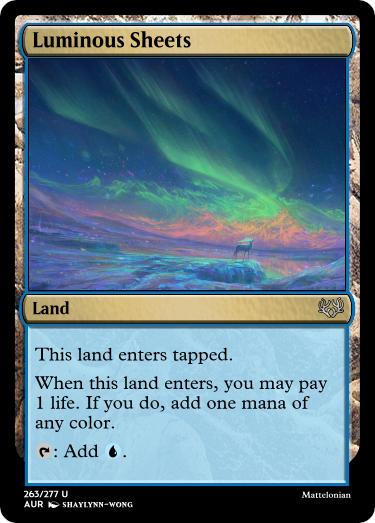 Luminous Sheets
Land
This land enters tapped.
When this land enters, you may pay
1 life. If you do, add one mana of
any color.
: Add .
263/277 U
AUR SHAYLYNN-WONG
Mattelonian